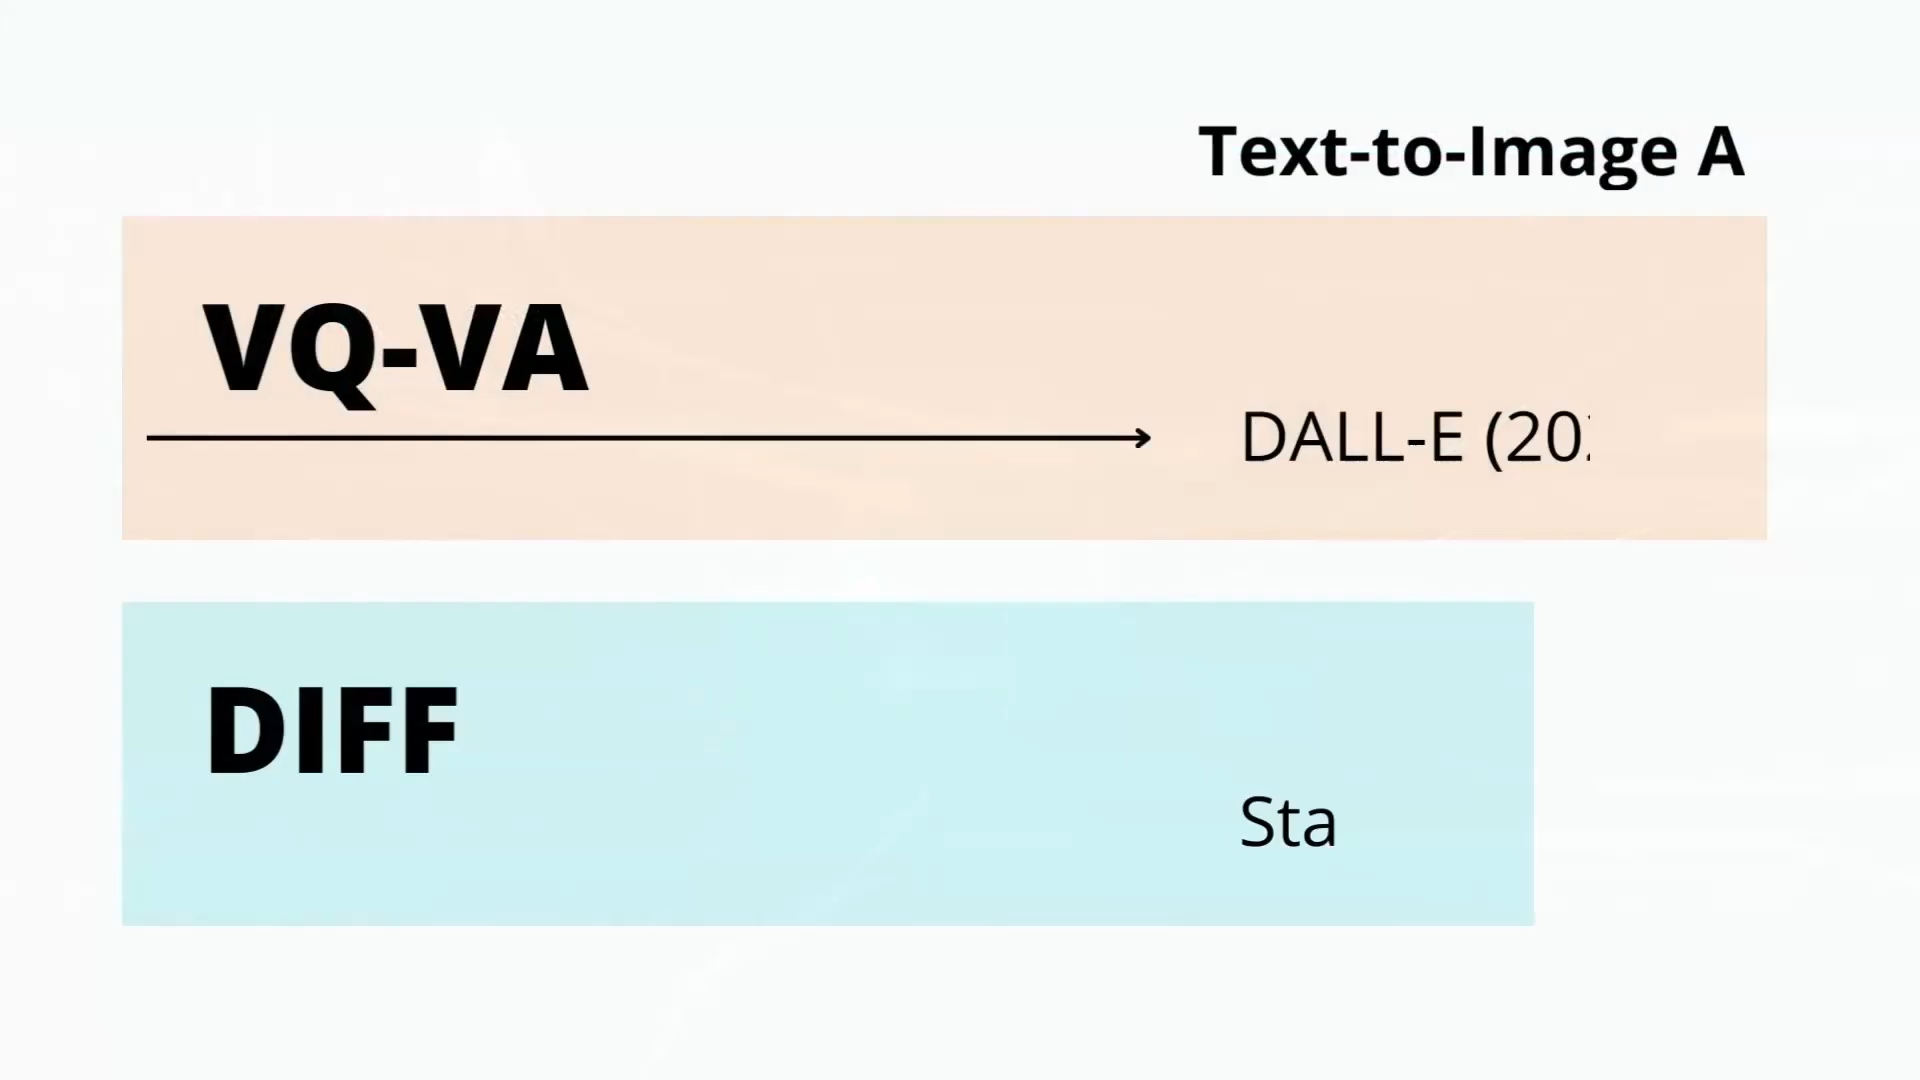 Text-to-Image A
VQ-VA
DALL-E (20
DIFF
Sta